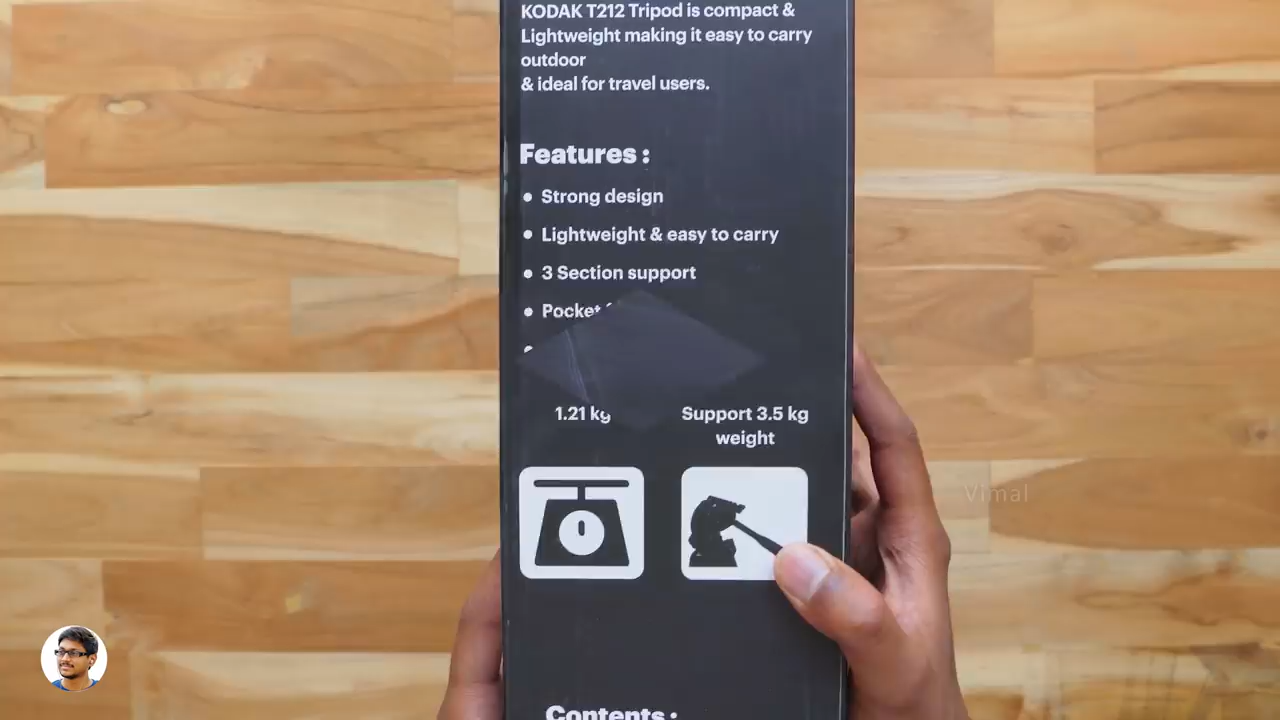 KODAK T212 Tripod is compact &
Lightweight making it easy to carry
outdoor
& ideal for travel users.
Features :
• Strong design
• Lightweight & easy to carry
• 3 Section support
• Pocket
1.21 kg
Support 3.5 kg
weight
Vimal
Contents :